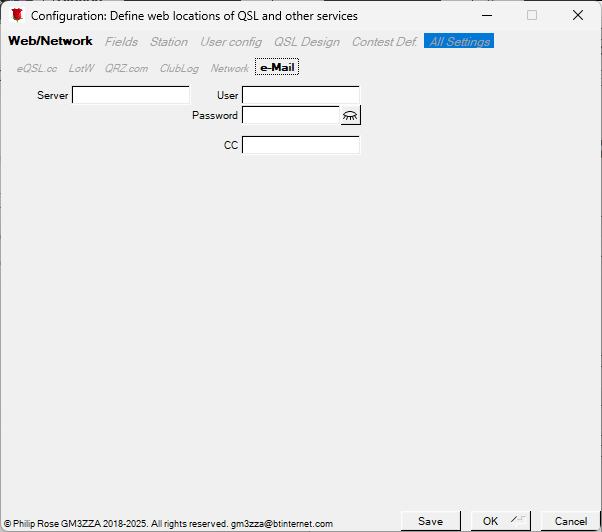 Configuration: Define web locations of QSL and other services
Web/Network Fields Station User config QSL Design Contest Def. All Settings
eQSL.cc LotW QRZ.com ClubLog Network e-Mail
Server User
Password
CC
© Philip Rose GM3ZZA 2018-2025. All rights reserved. gm3zza@btinternet.com
Save OK Cancel